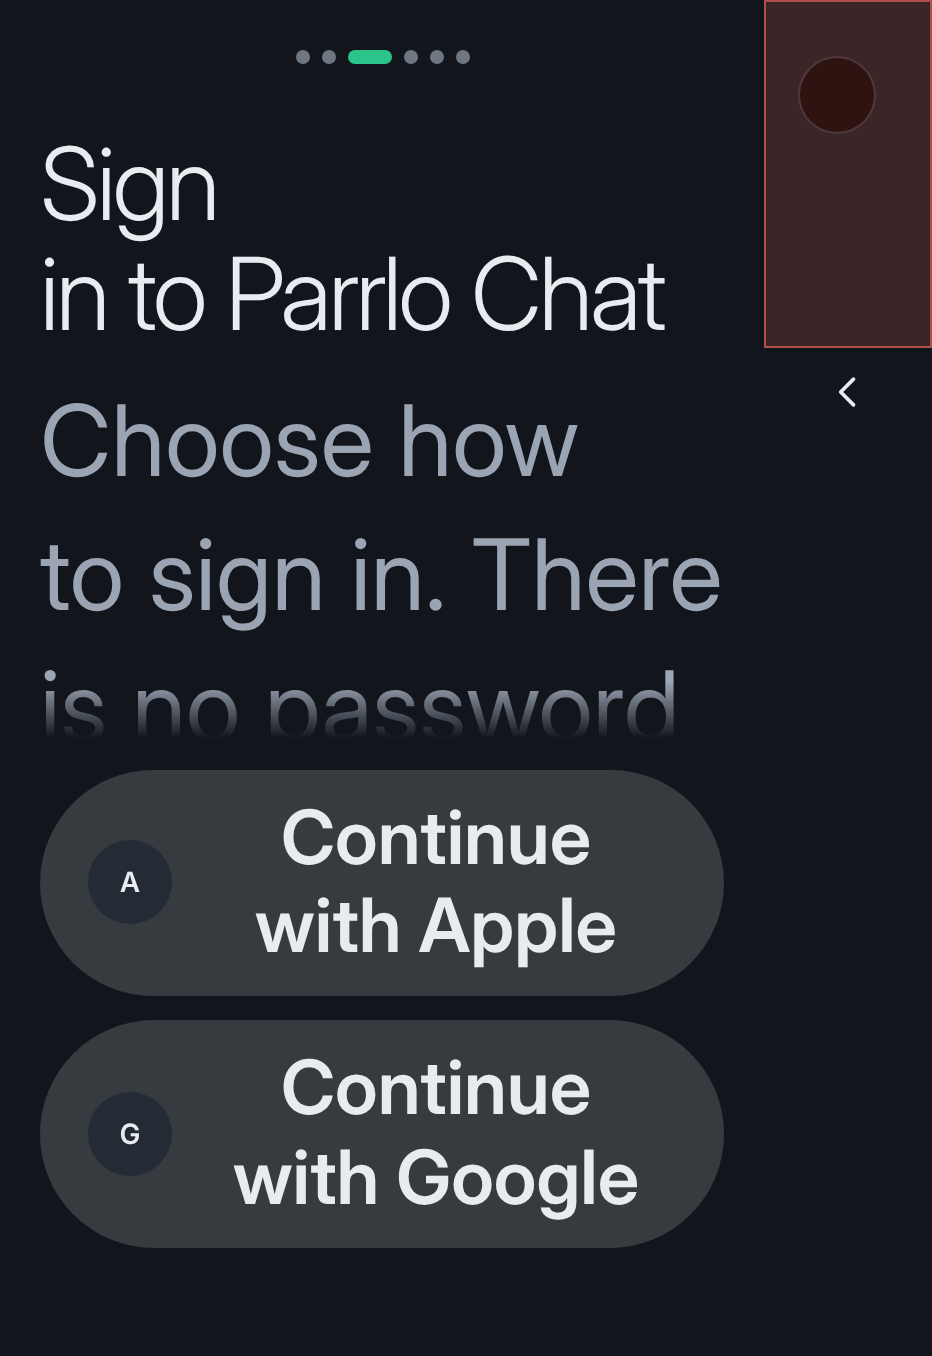 Sign
in to Parrlo Chat
Choose how
to sign in. There
is no password
A
Continue
with Apple
G
Continue
with Google